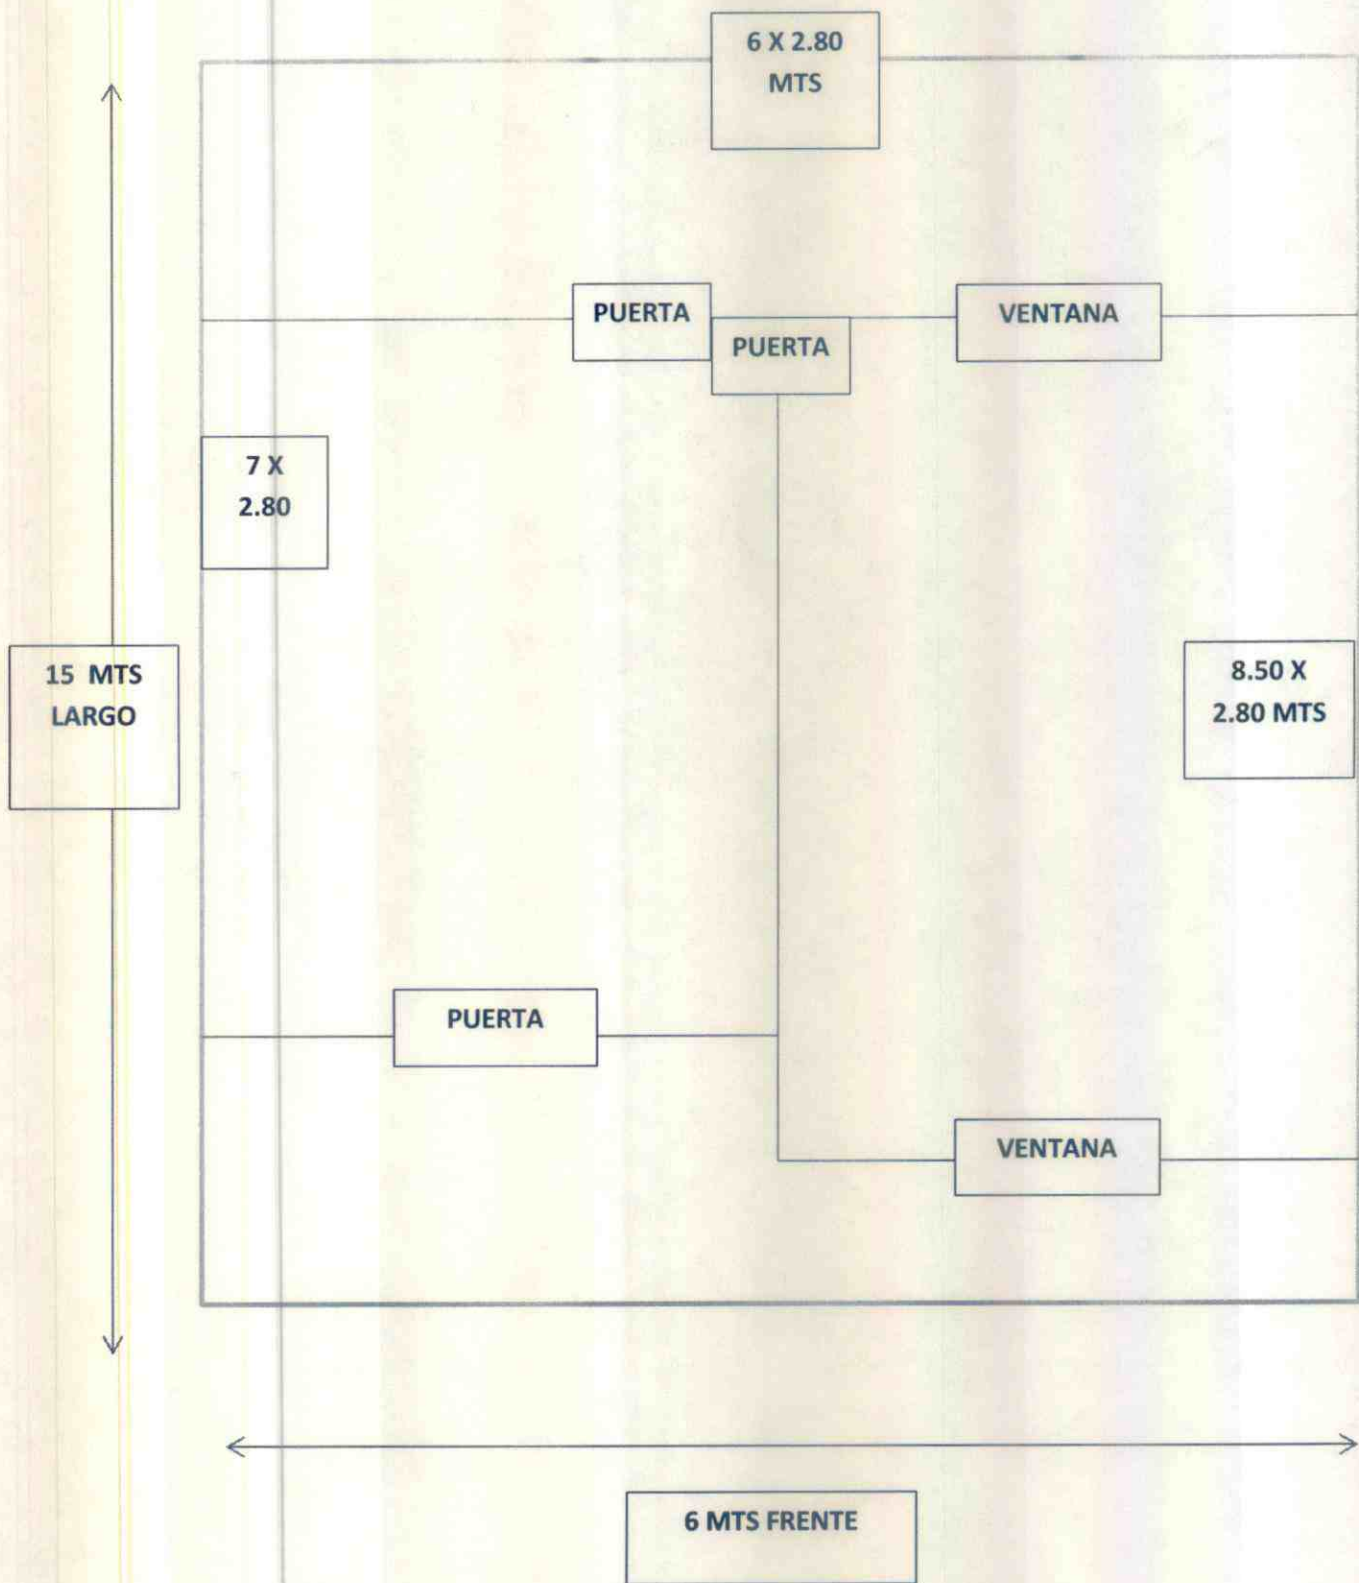 6 X 2.80
MTS
PUERTA
VENTANA
PUERTA
7 X
2.80
15 MTS
LARGO
8.50 X
2.80 MTS
PUERTA
VENTANA
6 MTS FRENTE